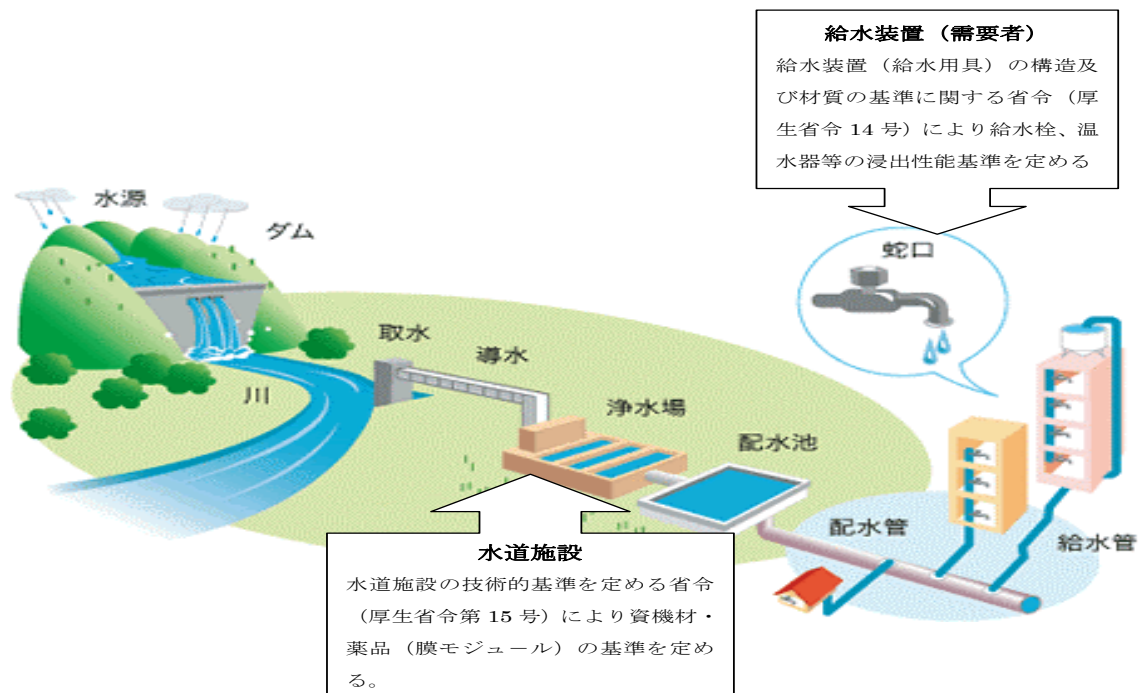 給水装置（需要者）
給水装置（給水用具）の構造及
び材質の基準に関する省令（厚
生省令 14 号）により給水栓、温
水器等の浸出性能基準を定める
水源
ダム
蛇口
取水
導水
川
浄水場
配水池
配水管
給水管
水道施設
水道施設の技術的基準を定める省令
（厚生省令第 15 号）により資機材・
薬品（膜モジュール）の基準を定め
る。